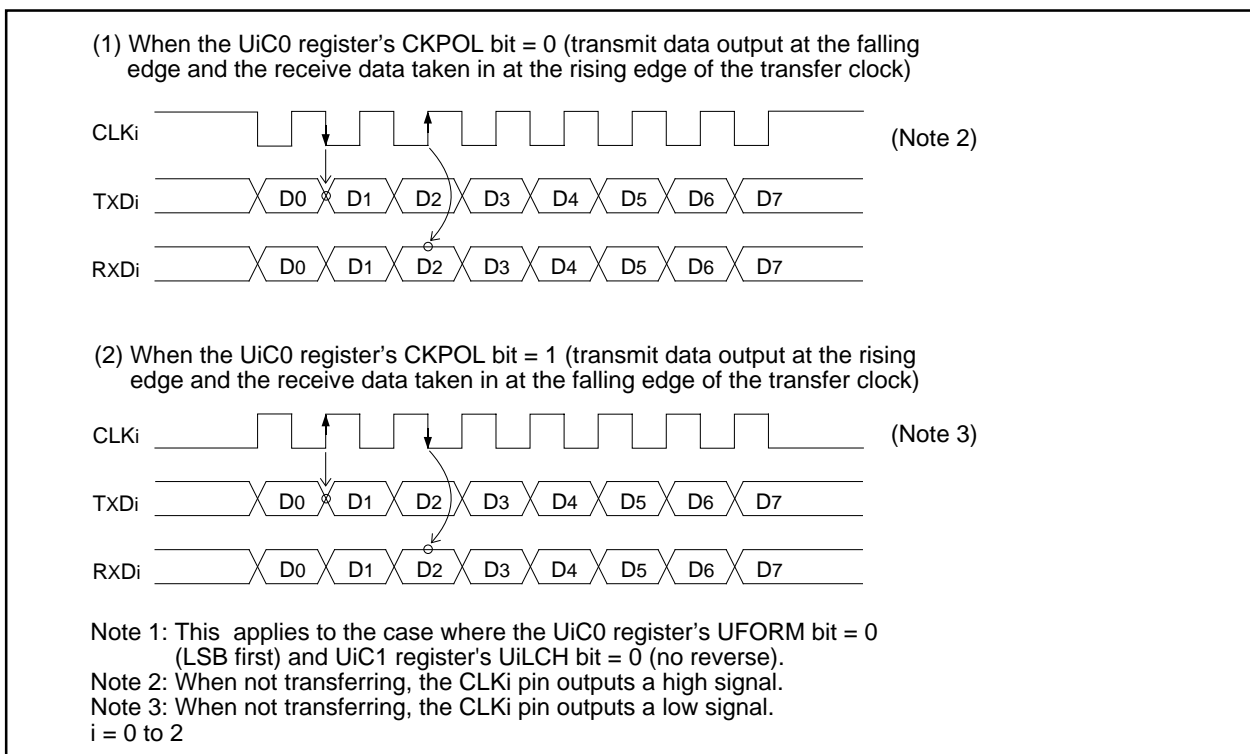 (1) When the UiC0 register's CKPOL bit = 0 (transmit data output at the falling
edge and the receive data taken in at the rising edge of the transfer clock)
CLKi
(Note 2)
TXDi D0 D1 D2 D3 D4 D5 D6 D7
RXDi D0 D1 D2 D3 D4 D5 D6 D7
(2) When the UiC0 register's CKPOL bit = 1 (transmit data output at the rising
edge and the receive data taken in at the falling edge of the transfer clock)
CLKi
(Note 3)
TXDi D0 D1 D2 D3 D4 D5 D6 D7
RXDi D0 D1 D2 D3 D4 D5 D6 D7
Note 1: This applies to the case where the UiC0 register's UFORM bit = 0
(LSB first) and UiC1 register's UiLCH bit = 0 (no reverse).
Note 2: When not transferring, the CLKi pin outputs a high signal.
Note 3: When not transferring, the CLKi pin outputs a low signal.
i = 0 to 2